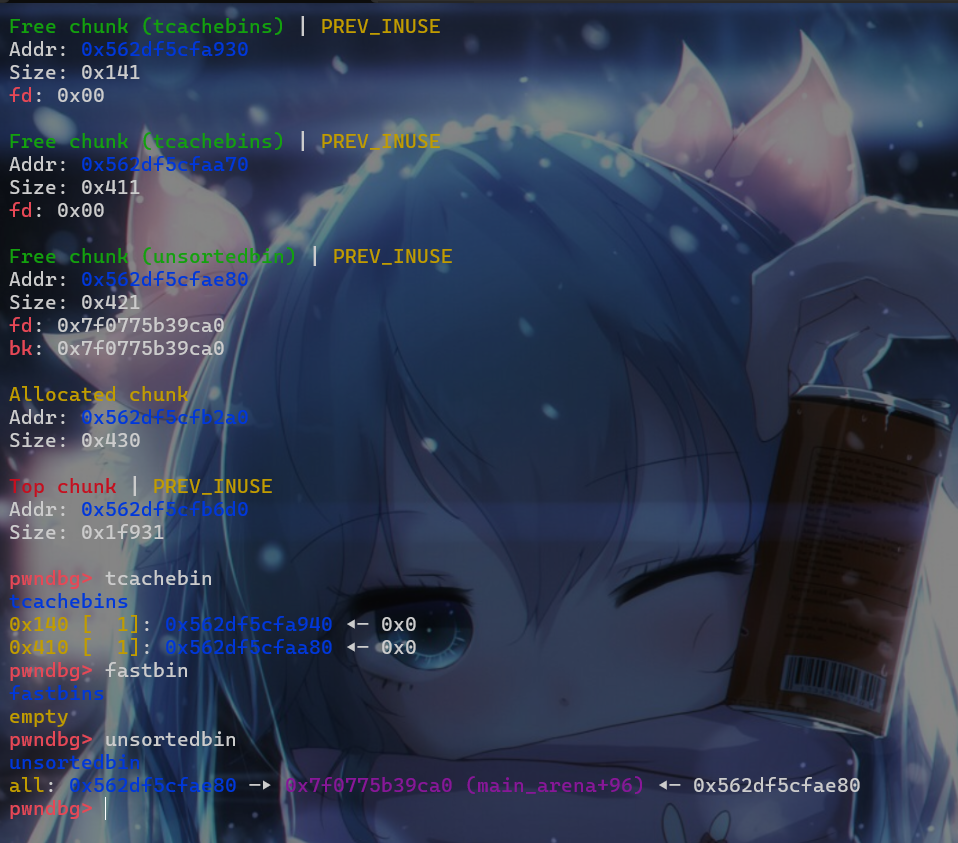 Free chunk (tcachebins) | PREV_INUSE
Addr: 0x562df5cfa930
Size: 0x141
fd: 0x00
Free chunk (tcachebins) | PREV_INUSE
Addr: 0x562df5cfaa70
Size: 0x411
fd: 0x00
Free chunk (unsortedbin) | PREV_INUSE
Addr: 0x562df5cfae80
Size: 0x421
fd: 0x7f0775b39ca0
bk: 0x7f0775b39ca0
Allocated chunk
Addr: 0x562df5cfb2a0
Size: 0x430
Top chunk | PREV_INUSE
Addr: 0x562df5cfb6d0
Size: 0x1f931
pwndbg> tcachebin
tcachebins
0x140 [  1]: 0x562df5cfa940 ◂— 0x0
0x410 [  1]: 0x562df5cfaa80 ◂— 0x0
pwndbg> fastbin
fastbins
empty
pwndbg> unsortedbin
unsortedbin
all: 0x562df5cfae80 —▸ 0x7f0775b39ca0 (main_arena+96) ◂— 0x562df5cfae80
pwndbg>